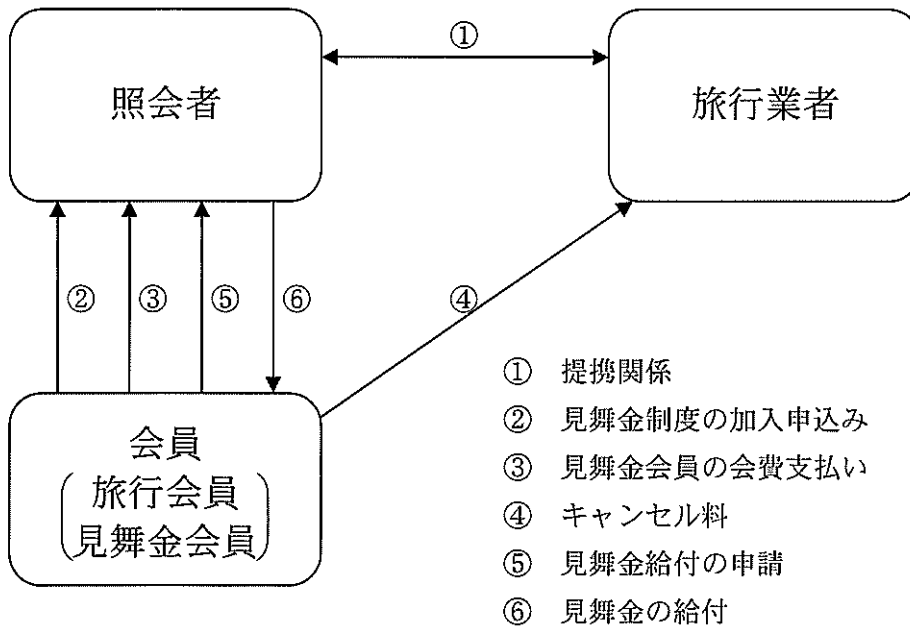 ①
照会者
旅行業者
②
③
⑤
⑥
④
会員
(旅行会員
見舞金会員)
① 提携関係
② 見舞金制度の加入申込み
③ 見舞金会員の会費支払い
④ キャンセル料
⑤ 見舞金給付の申請
⑥ 見舞金の給付